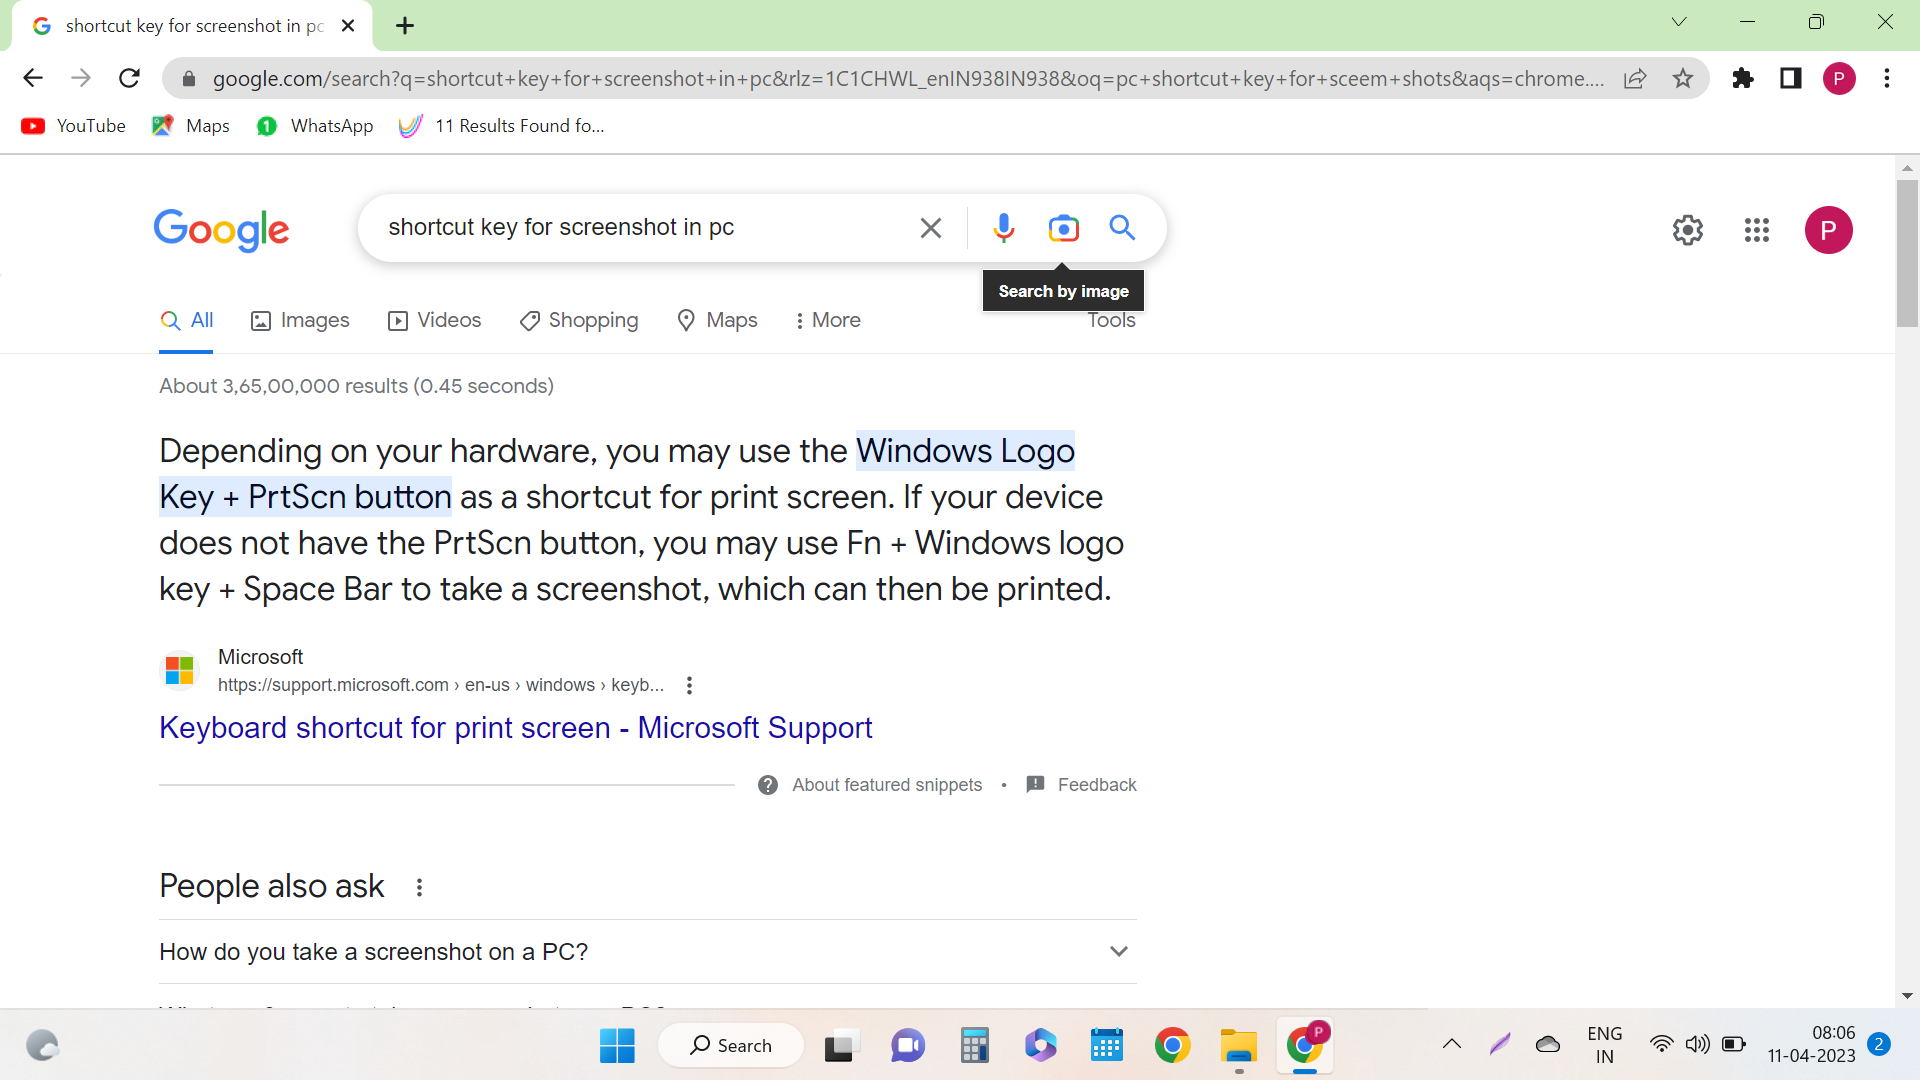 shortcut key for screenshot in pc
google.com/search?q=shortcut+key+for+screenshot+in+pc&rlz=1C1CHWL_enIN938IN938&oq=pc+shortcut+key+for+sceem+shots&aqs=chrome....
P
YouTube
Maps
1
WhatsApp
11 Results Found fo...
Google
shortcut key for screenshot in pc
P
Search by image
All
Images
Videos
Shopping
Maps
More
Tools
About 3,65,00,000 results (0.45 seconds)
Depending on your hardware, you may use the Windows Logo
Key + PrtScn button as a shortcut for print screen. If your device
does not have the PrtScn button, you may use Fn + Windows logo
key + Space Bar to take a screenshot, which can then be printed.
Microsoft
https://support.microsoft.com › en-us › windows › keyb...
Keyboard shortcut for print screen - Microsoft Support
About featured snippets • Feedback
People also ask
How do you take a screenshot on a PC?
Search
P
ENG
IN
08:06
11-04-2023
2